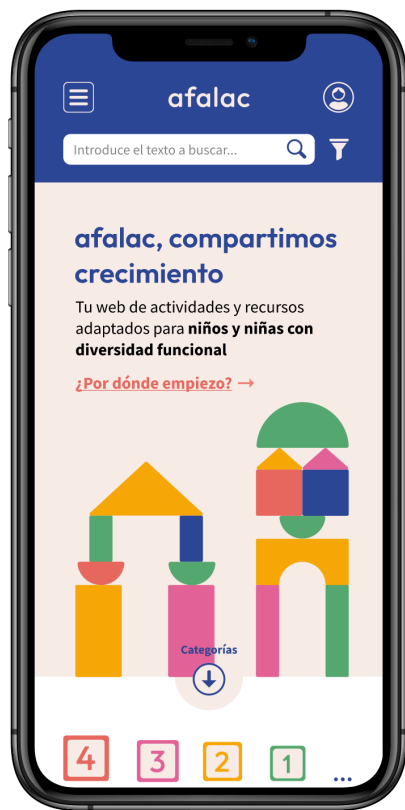 afalac
Introduce el texto a buscar...
afalac, compartimos
crecimiento
Tu web de actividades y recursos
adaptados para niños y niñas con
diversidad funcional
¿Por dónde empiezo? →
Categorías
4 3 2 1 ...